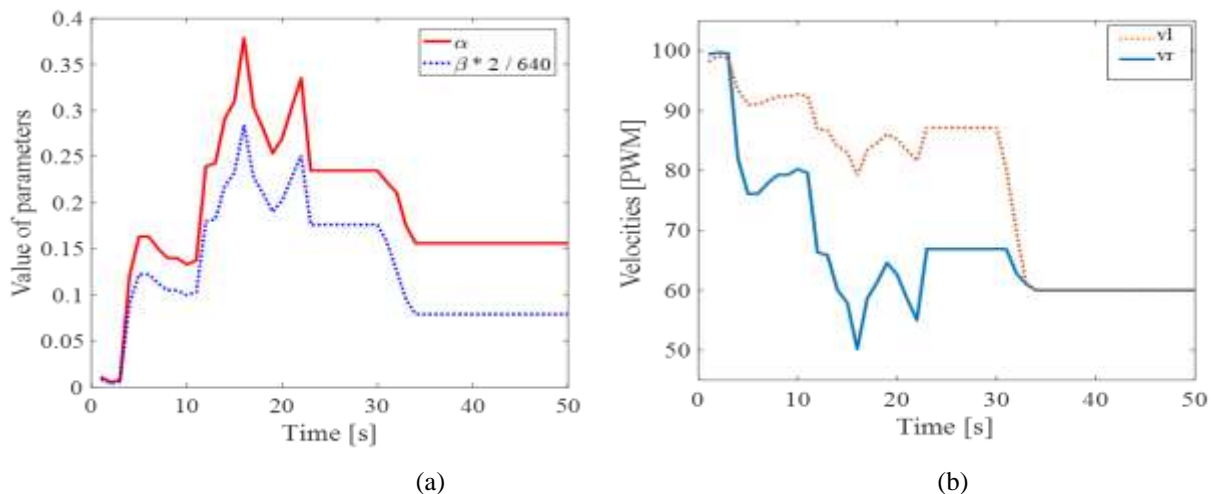 0.4
0.35
0.3
0.25
0.2
0.15
0.1
0.05
0
Value of parameters
α
β * 2 / 640
0 10 20 30 40 50
Time [s]
(a)
100
90
80
70
60
50
Velocities [PWM]
vl
vr
0 10 20 30 40 50
Time [s]
(b)